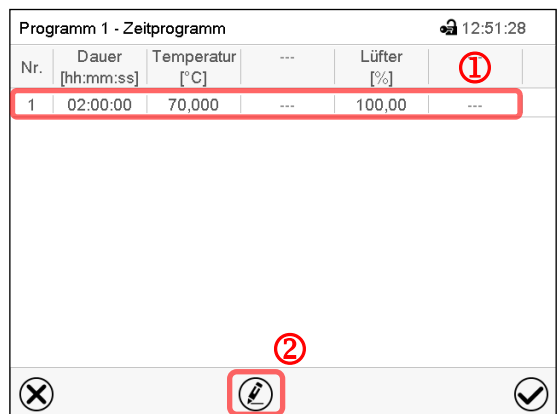 Programm 1 - Zeitprogramm 12:51:28
Nr. Dauer [hh:mm:ss] Temperatur [°C] --- Lüfter [%] ①
1 02:00:00 70,000 --- 100,00 ---
②